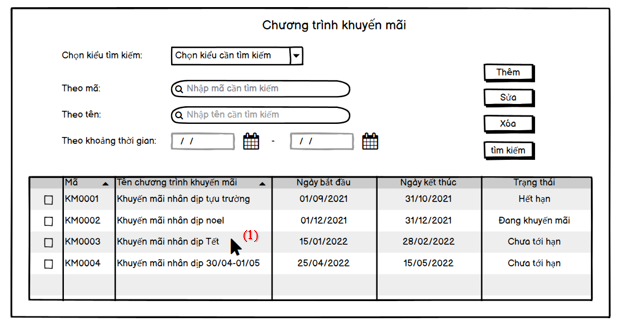 Chương trình khuyến mãi
Chọn kiểu tìm kiếm: Chọn kiểu cần tìm kiếm
Thêm
Theo mã: Nhập mã cần tìm kiếm
Sửa
Theo tên: Nhập tên cần tìm kiếm
Xóa
Theo khoảng thời gian: / / - / /
tìm kiếm
Mã Tên chương trình khuyến mãi Ngày bắt đầu Ngày kết thúc Trạng thái
KM0001 Khuyến mãi nhân dịp tựu trường 01/09/2021 31/10/2021 Hết hạn
KM0002 Khuyến mãi nhân dịp noel 01/12/2021 31/12/2021 Đang khuyến mãi
KM0003 Khuyến mãi nhân dịp Tết (1) 15/01/2022 28/02/2022 Chưa tới hạn
KM0004 Khuyến mãi nhân dịp 30/04-01/05 25/04/2022 15/05/2022 Chưa tới hạn